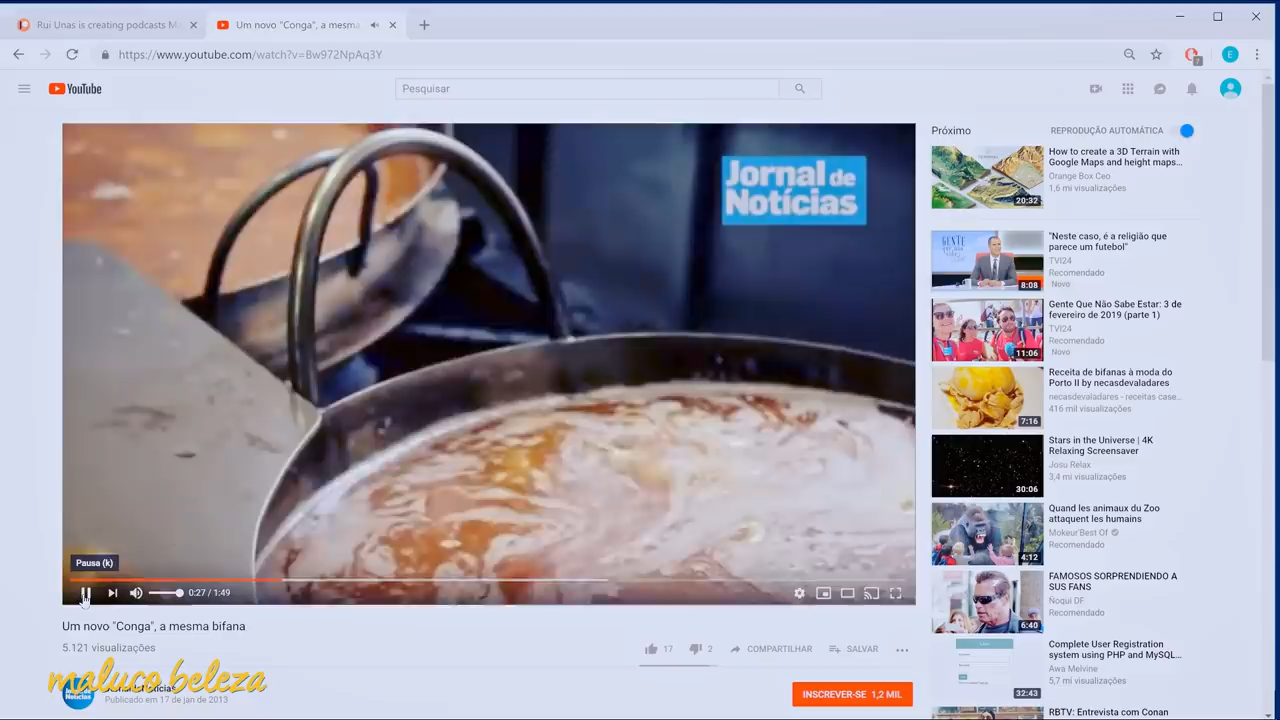 Rui Unas is creating podcasts M
Um novo "Conga", a mesma
https://www.youtube.com/watch?v=Bw972NpAq3Y
7
E
YouTube
Pesquisar
Jornal de
Notícias
Pausa (k)
0:27 / 1:49
Um novo "Conga", a mesma bifana
5.121 visualizações
17
2
COMPARTILHAR
SALVAR
maluco beleza
Publicado em 17 de jan de 2013
INSCREVER-SE 1,2 MIL
Próximo
REPRODUÇÃO AUTOMÁTICA
How to create a 3D Terrain with
Google Maps and height maps...
Orange Box Ceo
1,6 mi visualizações
20:32
"Neste caso, é a religião que
parece um futebol"
TVI24
Recomendado
Novo
8:08
Gente Que Não Sabe Estar: 3 de
fevereiro de 2019 (parte 1)
TVI24
Recomendado
Novo
11:06
Receita de bifanas à moda do
Porto II by necasdevaladares
necasdevaladares - receitas case...
416 mil visualizações
7:16
Stars in the Universe | 4K
Relaxing Screensaver
Josu Relax
3,4 mi visualizações
30:06
Quand les animaux du Zoo
attaquent les humains
Mokeur'Best Of
Recomendado
4:12
FAMOSOS SORPRENDIENDO A
SUS FANS
Ñoqui DF
Recomendado
6:40
Complete User Registration
system using PHP and MySQL...
Awa Melvine
5,7 mi visualizações
32:43
RBTV: Entrevista com Conan